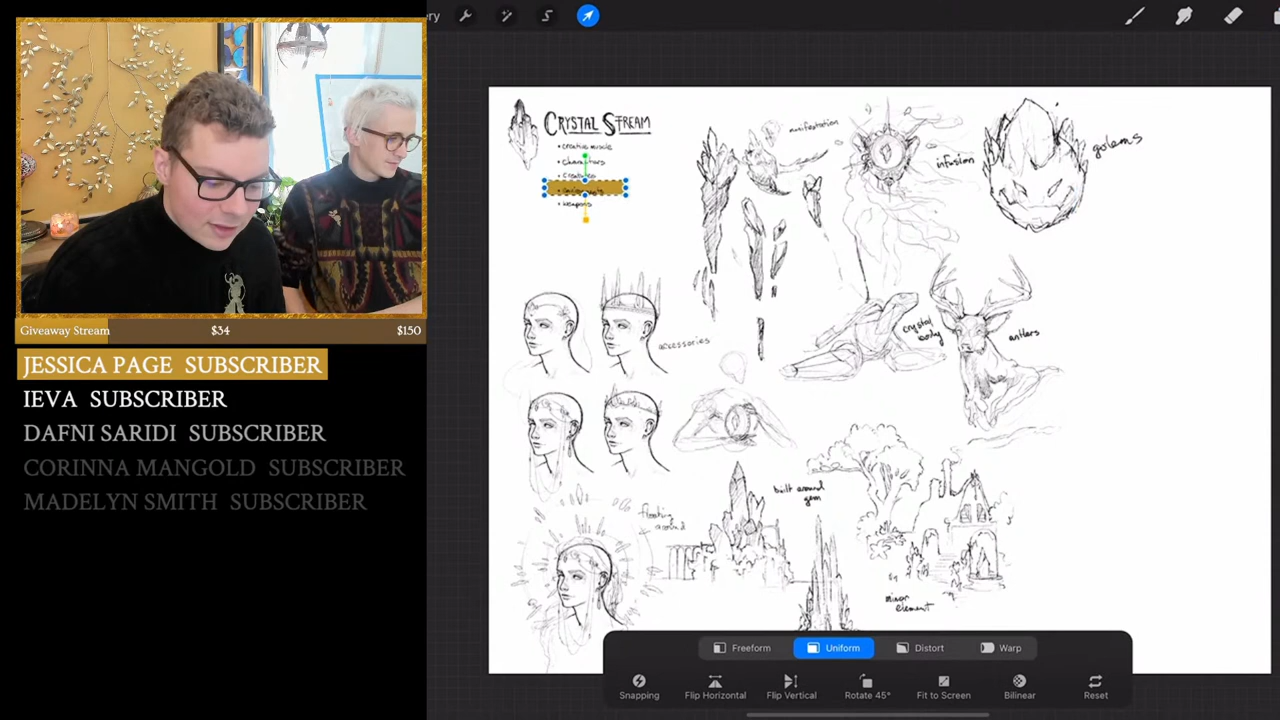 ry
CRYSTAL STREAM
• creative muscle
• characters
• creatures
• weapons
manifestation
infusion
golems
accessories
crystal
body
antlers
floating
around
built around
gem
minor
element
Giveaway Stream $34 $150
JESSICA PAGE SUBSCRIBER
IEVA SUBSCRIBER
DAFNI SARIDI SUBSCRIBER
CORINNA MANGOLD SUBSCRIBER
MADELYN SMITH SUBSCRIBER
Freeform Uniform Distort Warp
Snapping Flip Horizontal Flip Vertical Rotate 45° Fit to Screen Bilinear Reset